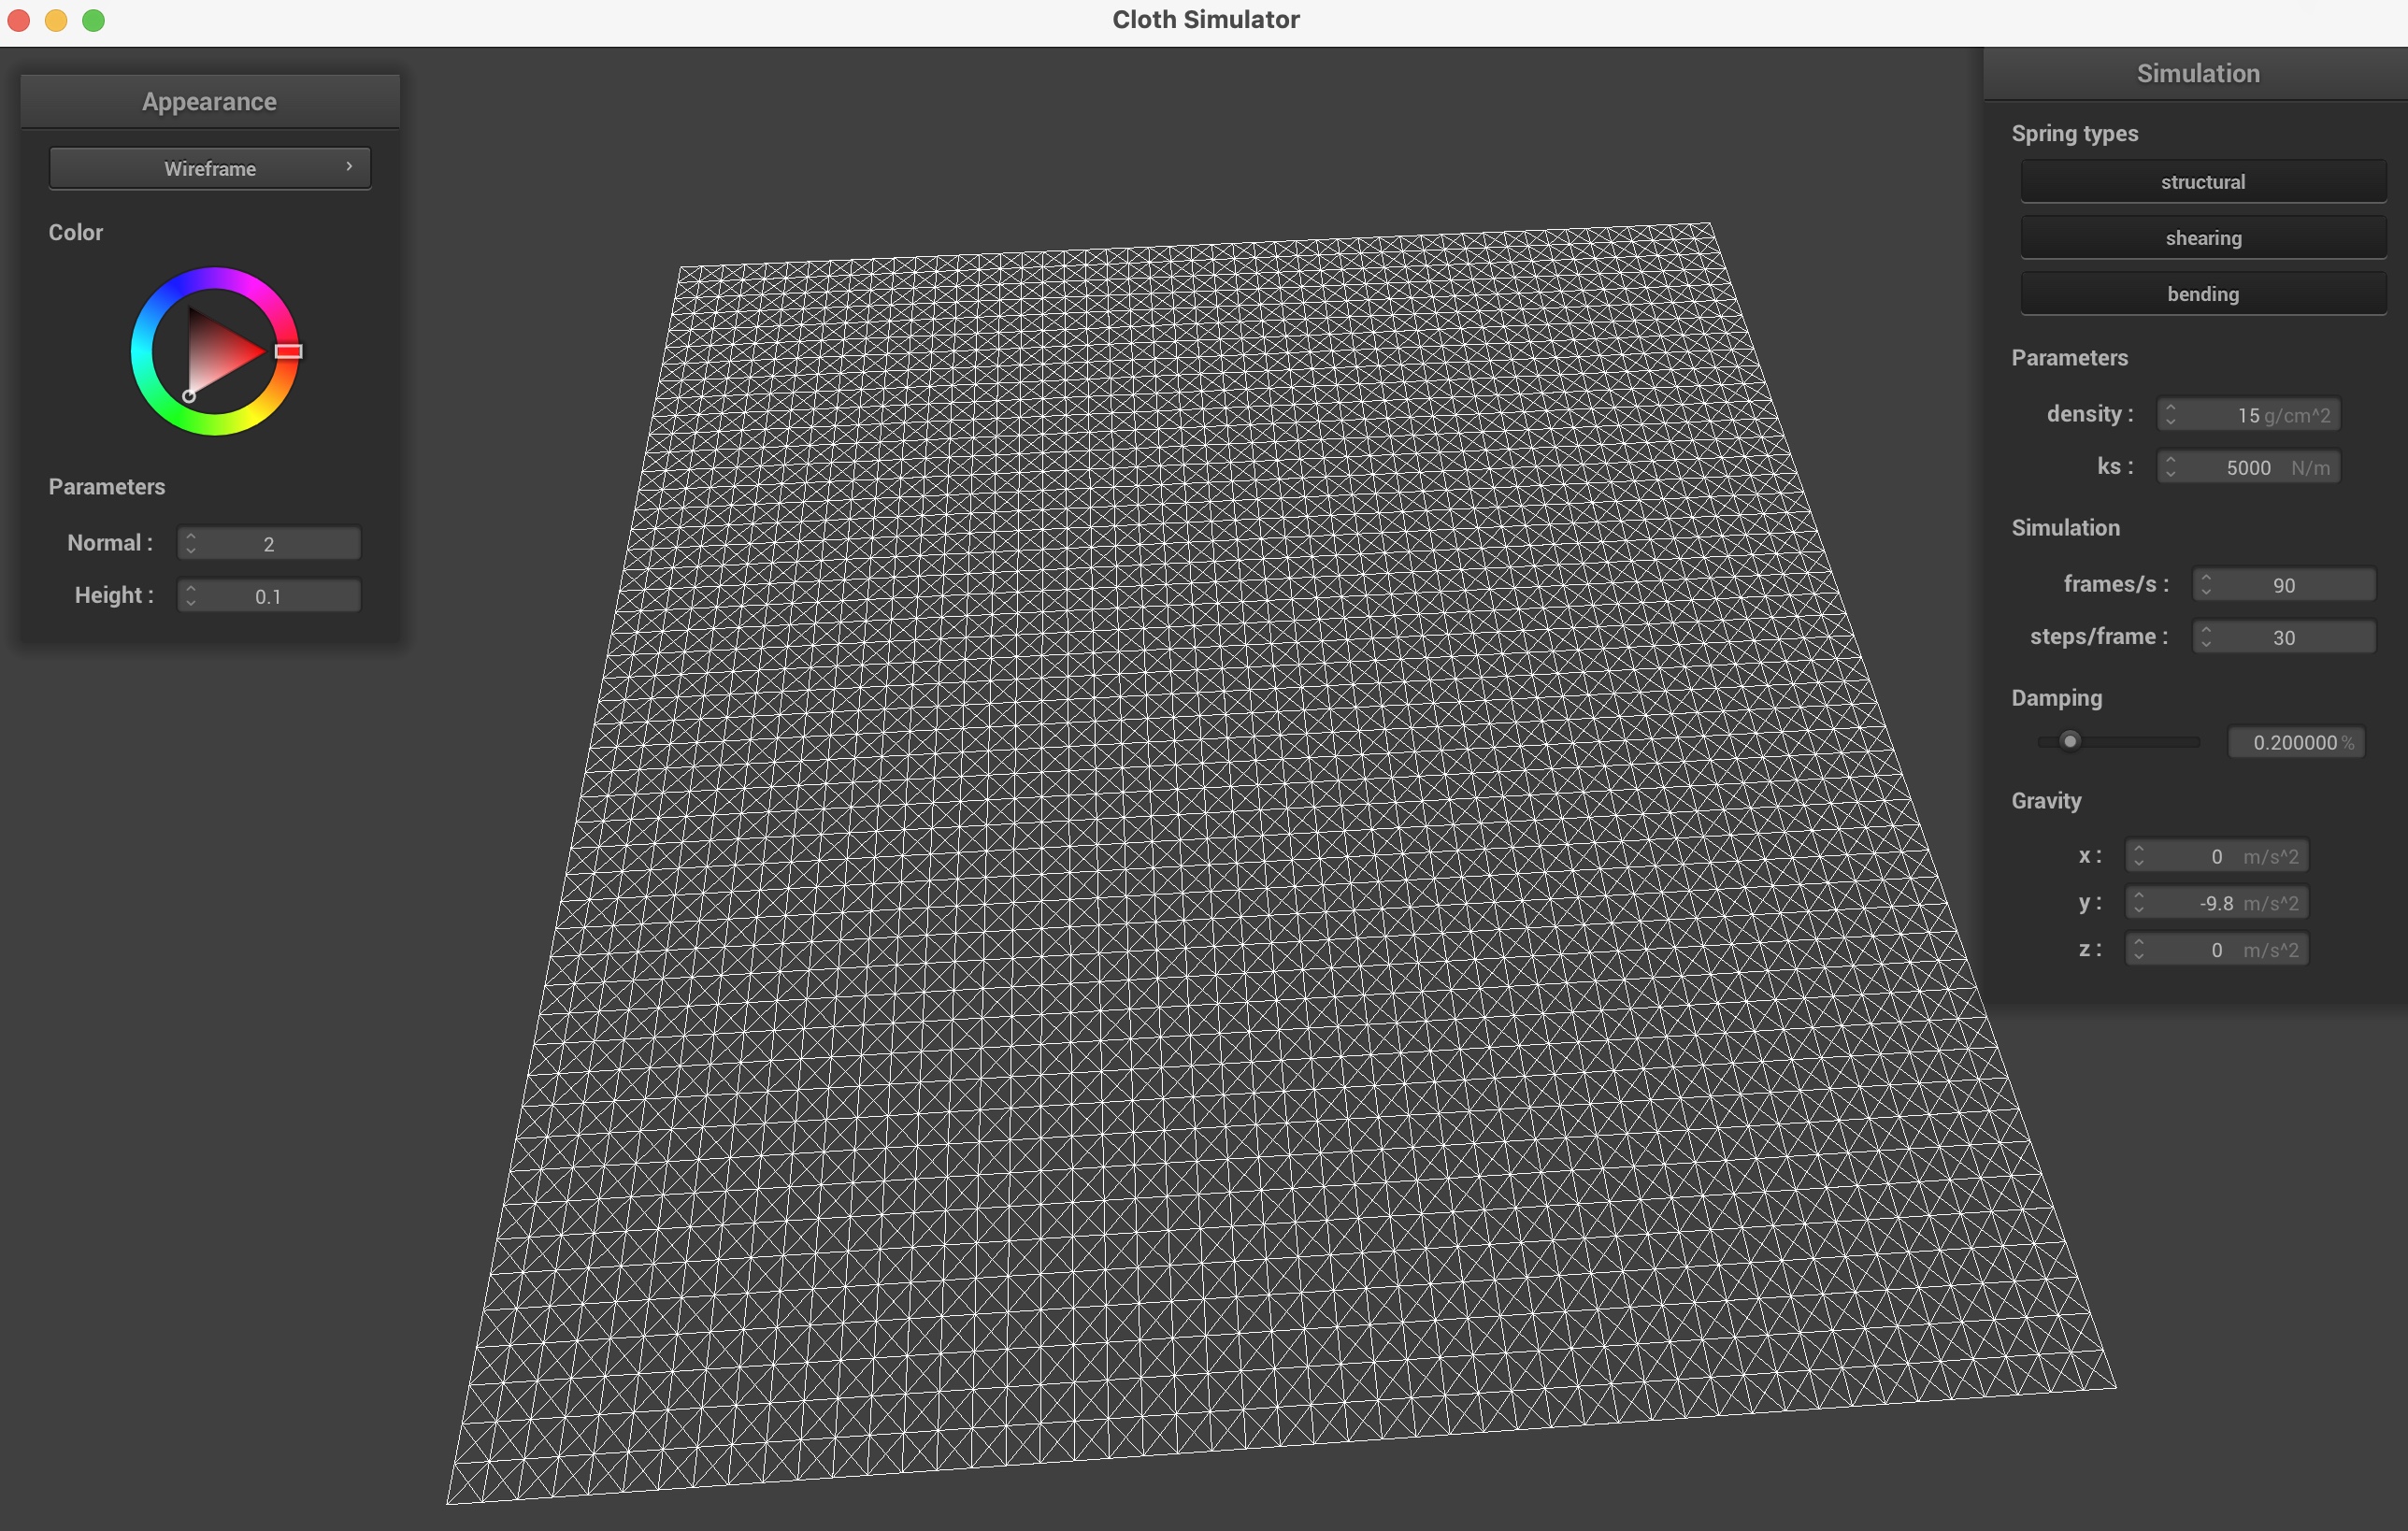 Cloth Simulator
Appearance
Wireframe
Color
Parameters
Normal : 2
Height : 0.1
Simulation
Spring types
structural
shearing
bending
Parameters
density : 15 g/cm^2
ks : 5000 N/m
Simulation
frames/s : 90
steps/frame : 30
Damping
0.200000 %
Gravity
x : 0 m/s^2
y : -9.8 m/s^2
z : 0 m/s^2